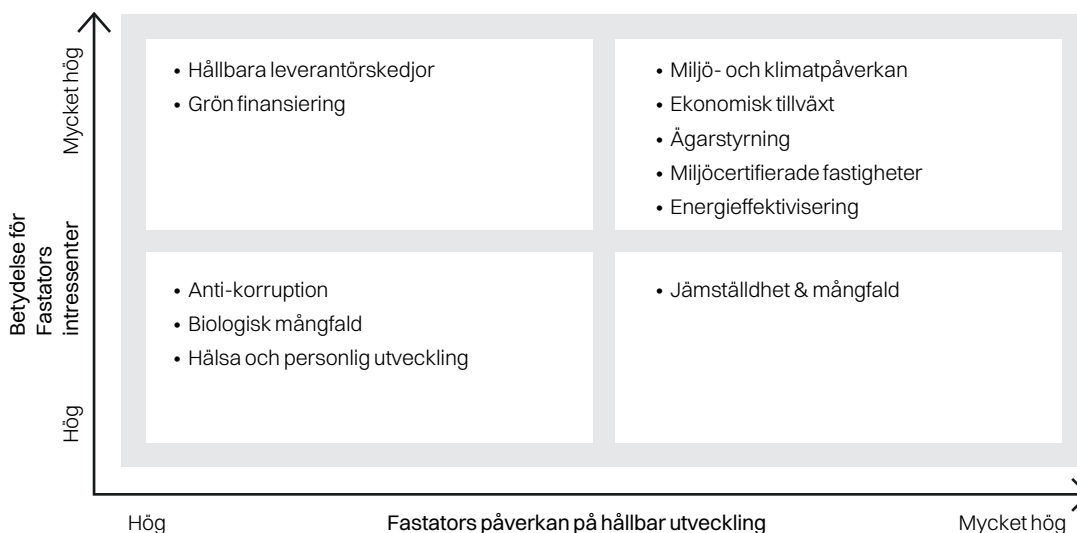 Mycket hög
Hög
Betydelse för
Fastators
intressenter
• Hållbara leverantörskedjor
• Grön finansiering
• Miljö- och klimatpåverkan
• Ekonomisk tillväxt
• Ägarstyrning
• Miljöcertifierade fastigheter
• Energieffektivisering
• Anti-korruption
• Biologisk mångfald
• Hälsa och personlig utveckling
• Jämställdhet & mångfald
Hög
Fastators påverkan på hållbar utveckling
Mycket hög